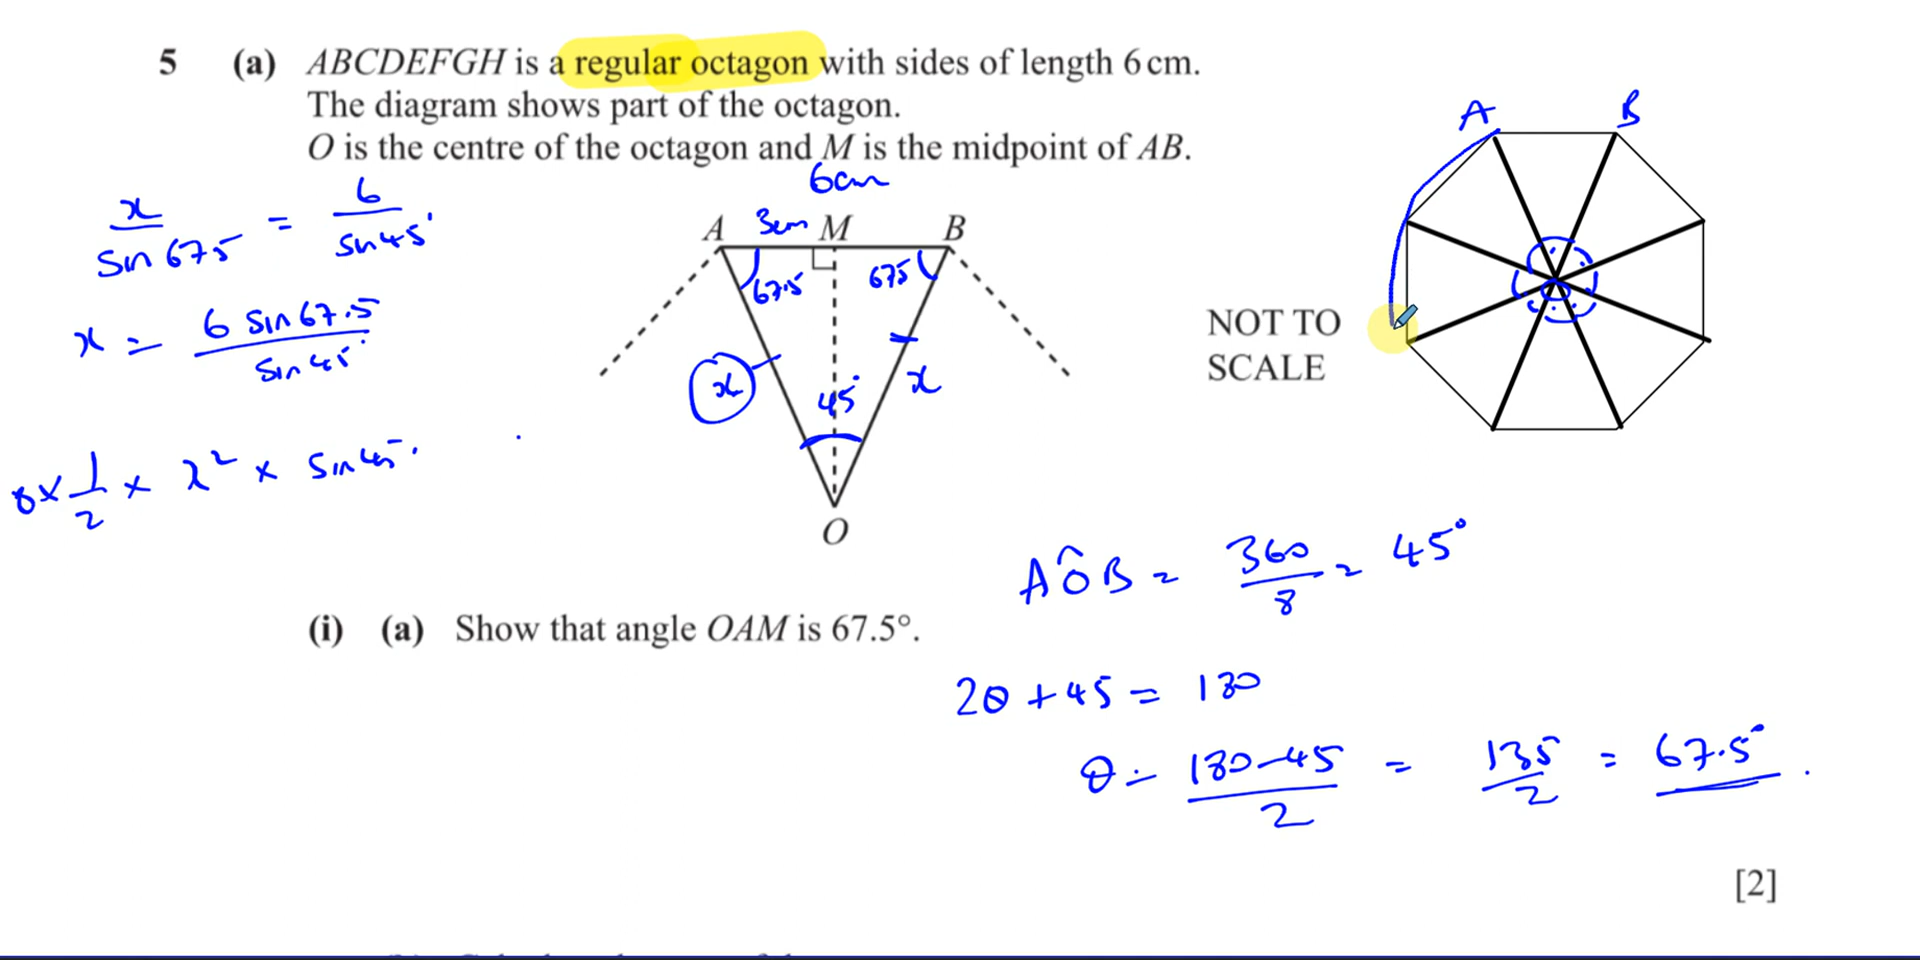 5 (a) ABCDEFGH is a regular octagon with sides of length 6 cm.
The diagram shows part of the octagon.
O is the centre of the octagon and M is the midpoint of AB.
6cm
x/sin 67.5 = 6/sin 45°
x = 6 sin 67.5/sin 45°
8 × 1/2 × x² × sin 45°.
A 3cm M B
67.5 67.5
x 45° x
O
A B
NOT TO
SCALE
AÔB = 360/8 = 45°
(i) (a) Show that angle OAM is 67.5°.
2θ + 45 = 180
θ = 180-45/2 = 135/2 = 67.5°.
[2]